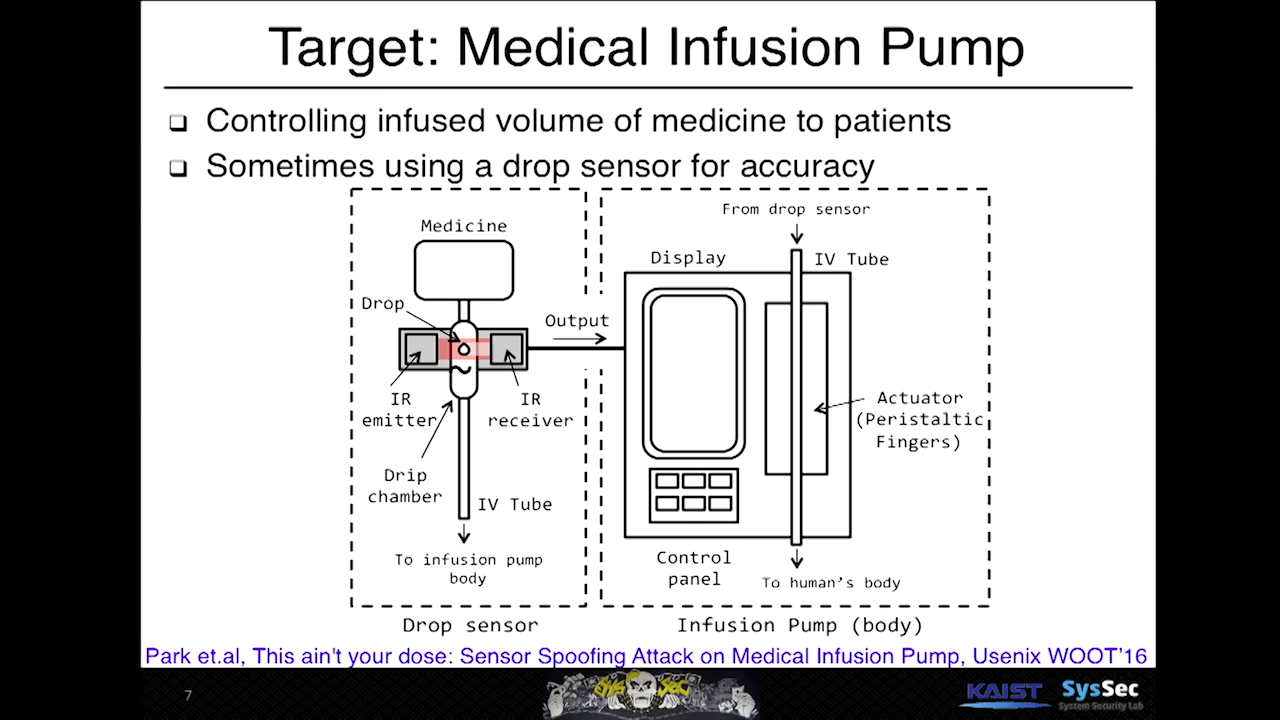 Target: Medical Infusion Pump
Controlling infused volume of medicine to patients
Sometimes using a drop sensor for accuracy
Medicine
Drop
IR
emitter
IR
receiver
Drip
chamber
IV Tube
To infusion pump
body
Drop sensor
Output
From drop sensor
Display
IV Tube
Actuator
(Peristaltic
Fingers)
Control
panel
To human's body
Infusion Pump (body)
Park et.al, This ain't your dose: Sensor Spoofing Attack on Medical Infusion Pump, Usenix WOOT'16
7
SysSec
KAIST
SysSec
System Security Lab